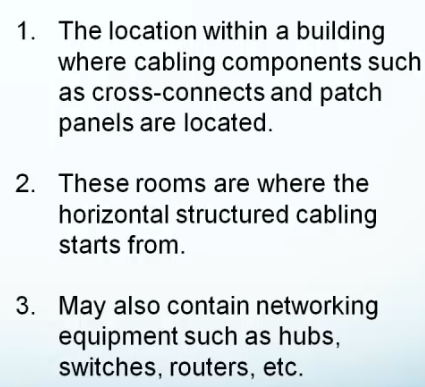 1. The location within a building
where cabling components such
as cross-connects and patch
panels are located.
2. These rooms are where the
horizontal structured cabling
starts from.
3. May also contain networking
equipment such as hubs,
switches, routers, etc.